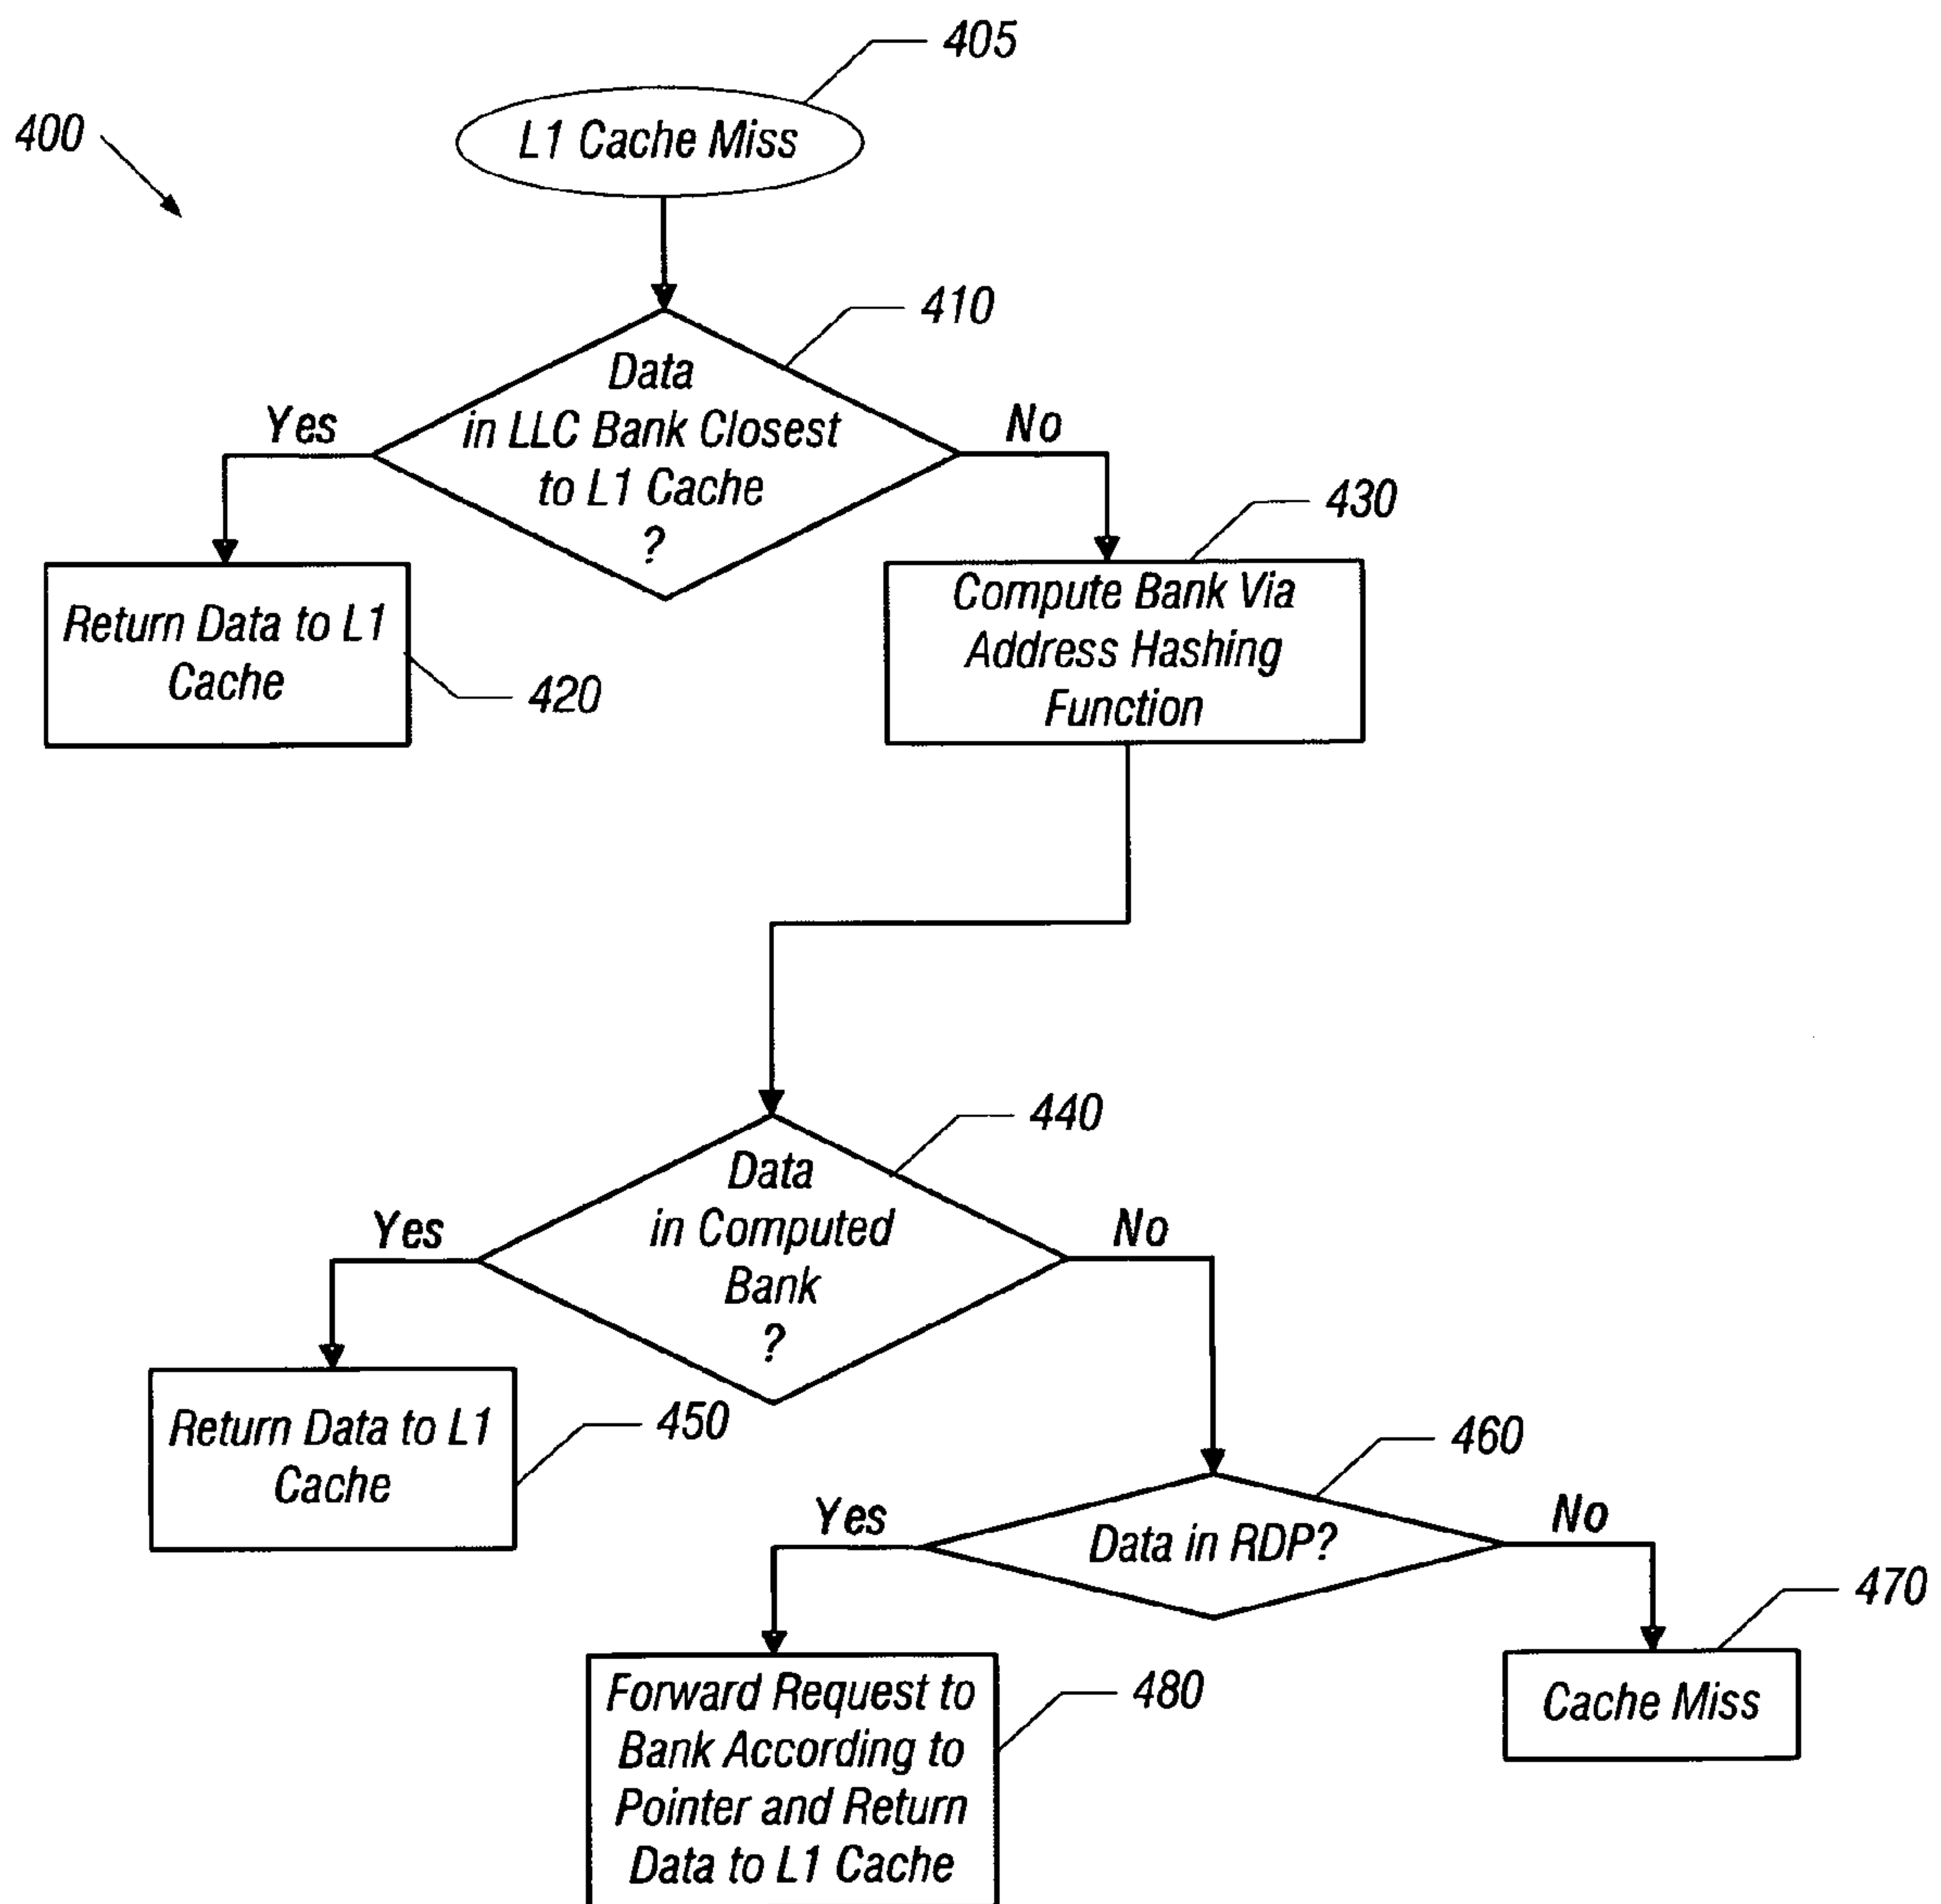 405
400
L1 Cache Miss
410
Data
in LLC Bank Closest
to L1 Cache
?
Yes
No
430
Return Data to L1
Cache
420
Compute Bank Via
Address Hashing
Function
440
Data
in Computed
Bank
?
Yes
No
450
Return Data to L1
Cache
460
Data in RDP?
Yes
No
470
Cache Miss
480
Forward Request to
Bank According to
Pointer and Return
Data to L1 Cache